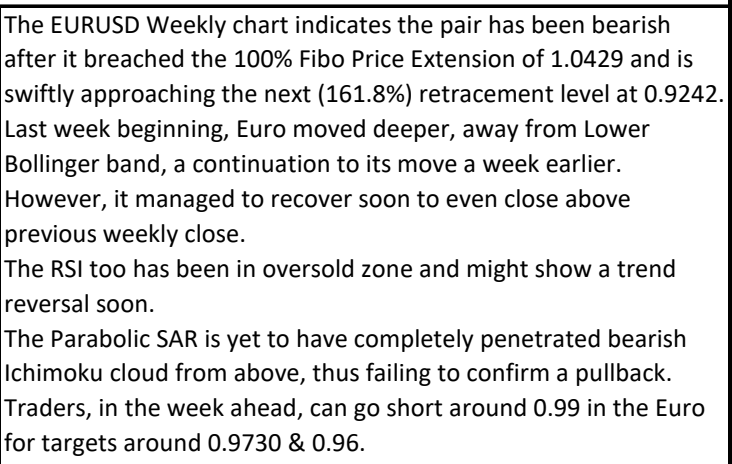 The EURUSD Weekly chart indicates the pair has been bearish
after it breached the 100% Fibo Price Extension of 1.0429 and is
swiftly approaching the next (161.8%) retracement level at 0.9242.
Last week beginning, Euro moved deeper, away from Lower
Bollinger band, a continuation to its move a week earlier.
However, it managed to recover soon to even close above
previous weekly close.
The RSI too has been in oversold zone and might show a trend
reversal soon.
The Parabolic SAR is yet to have completely penetrated bearish
Ichimoku cloud from above, thus failing to confirm a pullback.
Traders, in the week ahead, can go short around 0.99 in the Euro
for targets around 0.9730 & 0.96.